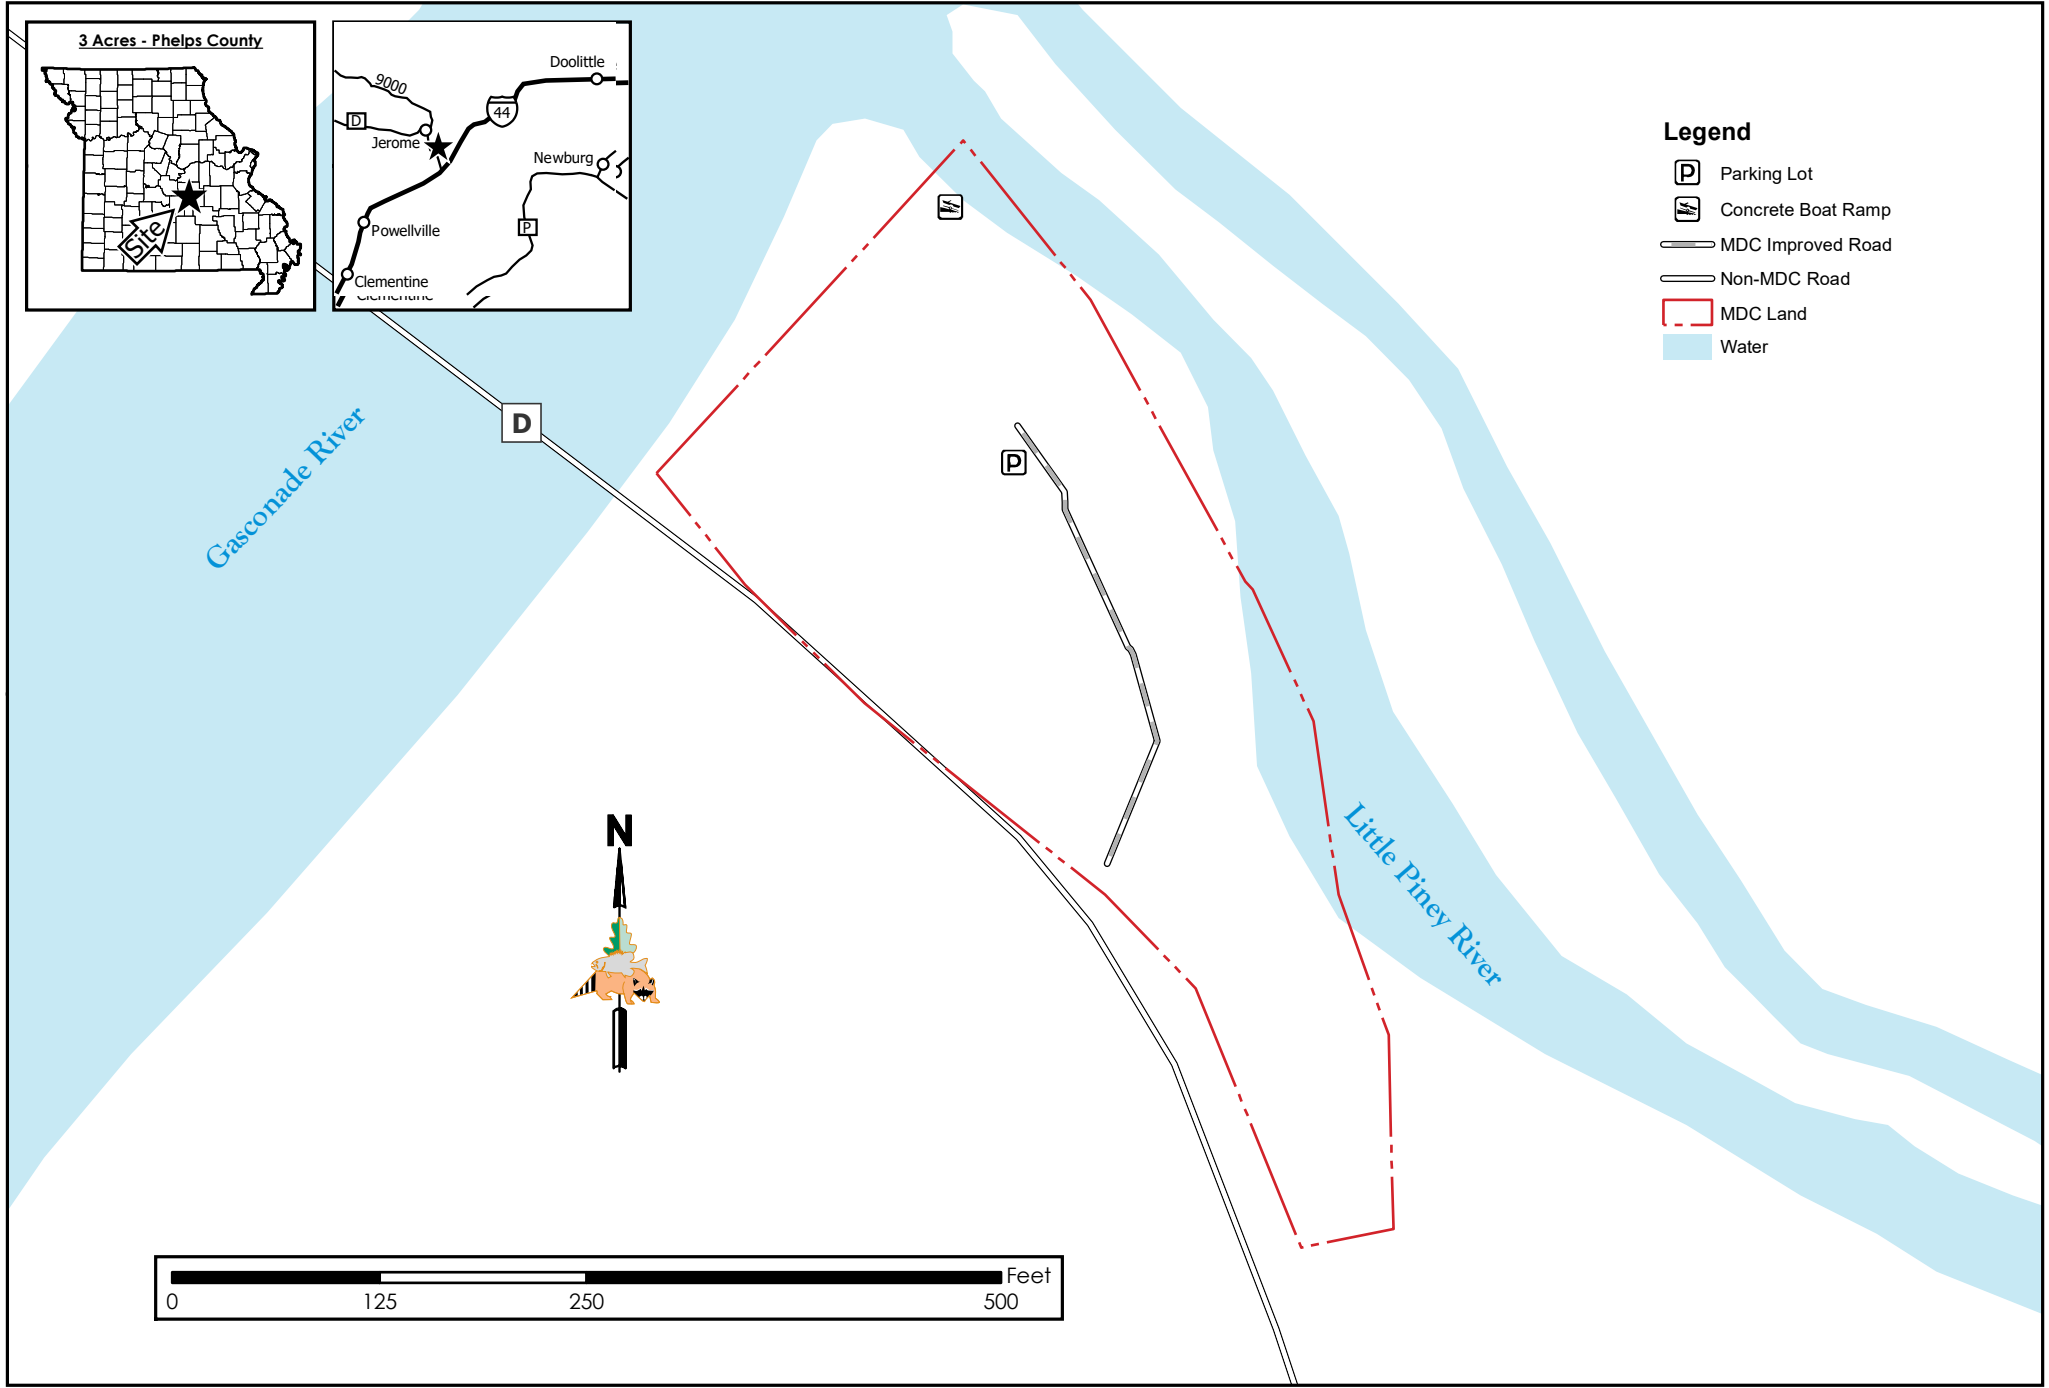 3 Acres - Phelps County
Site
Doolittle
9000
44
D
Jerome
Newburg
P
Powellville
Clementine
Clementine
Legend
P Parking Lot
Concrete Boat Ramp
MDC Improved Road
Non-MDC Road
MDC Land
Water
D
Gasconade River
P
Little Piney River
N
Feet
0 125 250 500